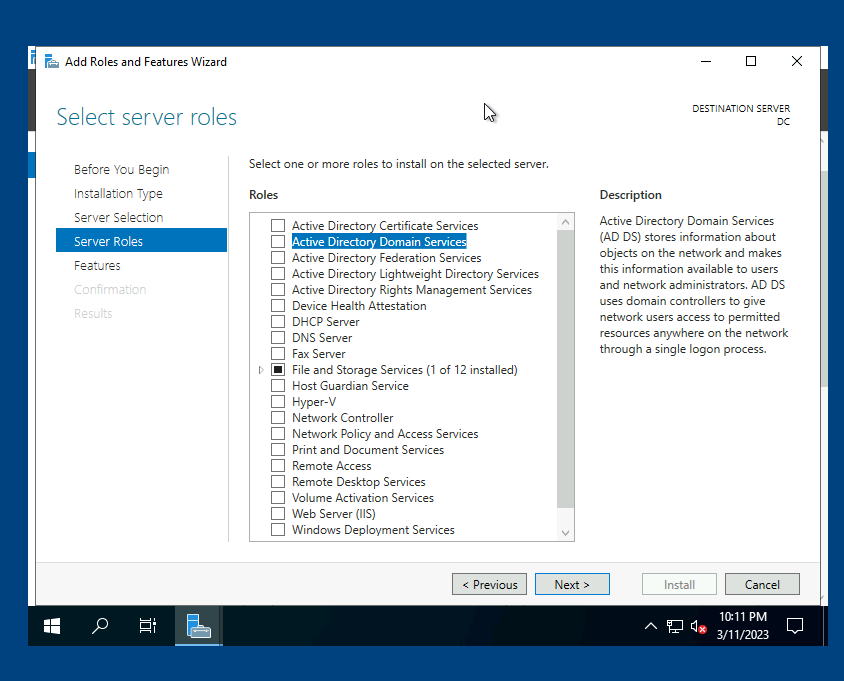 Add Roles and Features Wizard
Select server roles
DESTINATION SERVER
DC
Before You Begin
Installation Type
Server Selection
Server Roles
Features
Confirmation
Results
Select one or more roles to install on the selected server.
Roles
Active Directory Certificate Services
Active Directory Domain Services
Active Directory Federation Services
Active Directory Lightweight Directory Services
Active Directory Rights Management Services
Device Health Attestation
DHCP Server
DNS Server
Fax Server
File and Storage Services (1 of 12 installed)
Host Guardian Service
Hyper-V
Network Controller
Network Policy and Access Services
Print and Document Services
Remote Access
Remote Desktop Services
Volume Activation Services
Web Server (IIS)
Windows Deployment Services
Description
Active Directory Domain Services
(AD DS) stores information about
objects on the network and makes
this information available to users
and network administrators. AD DS
uses domain controllers to give
network users access to permitted
resources anywhere on the network
through a single logon process.
< Previous
Next >
Install
Cancel
10:11 PM
3/11/2023